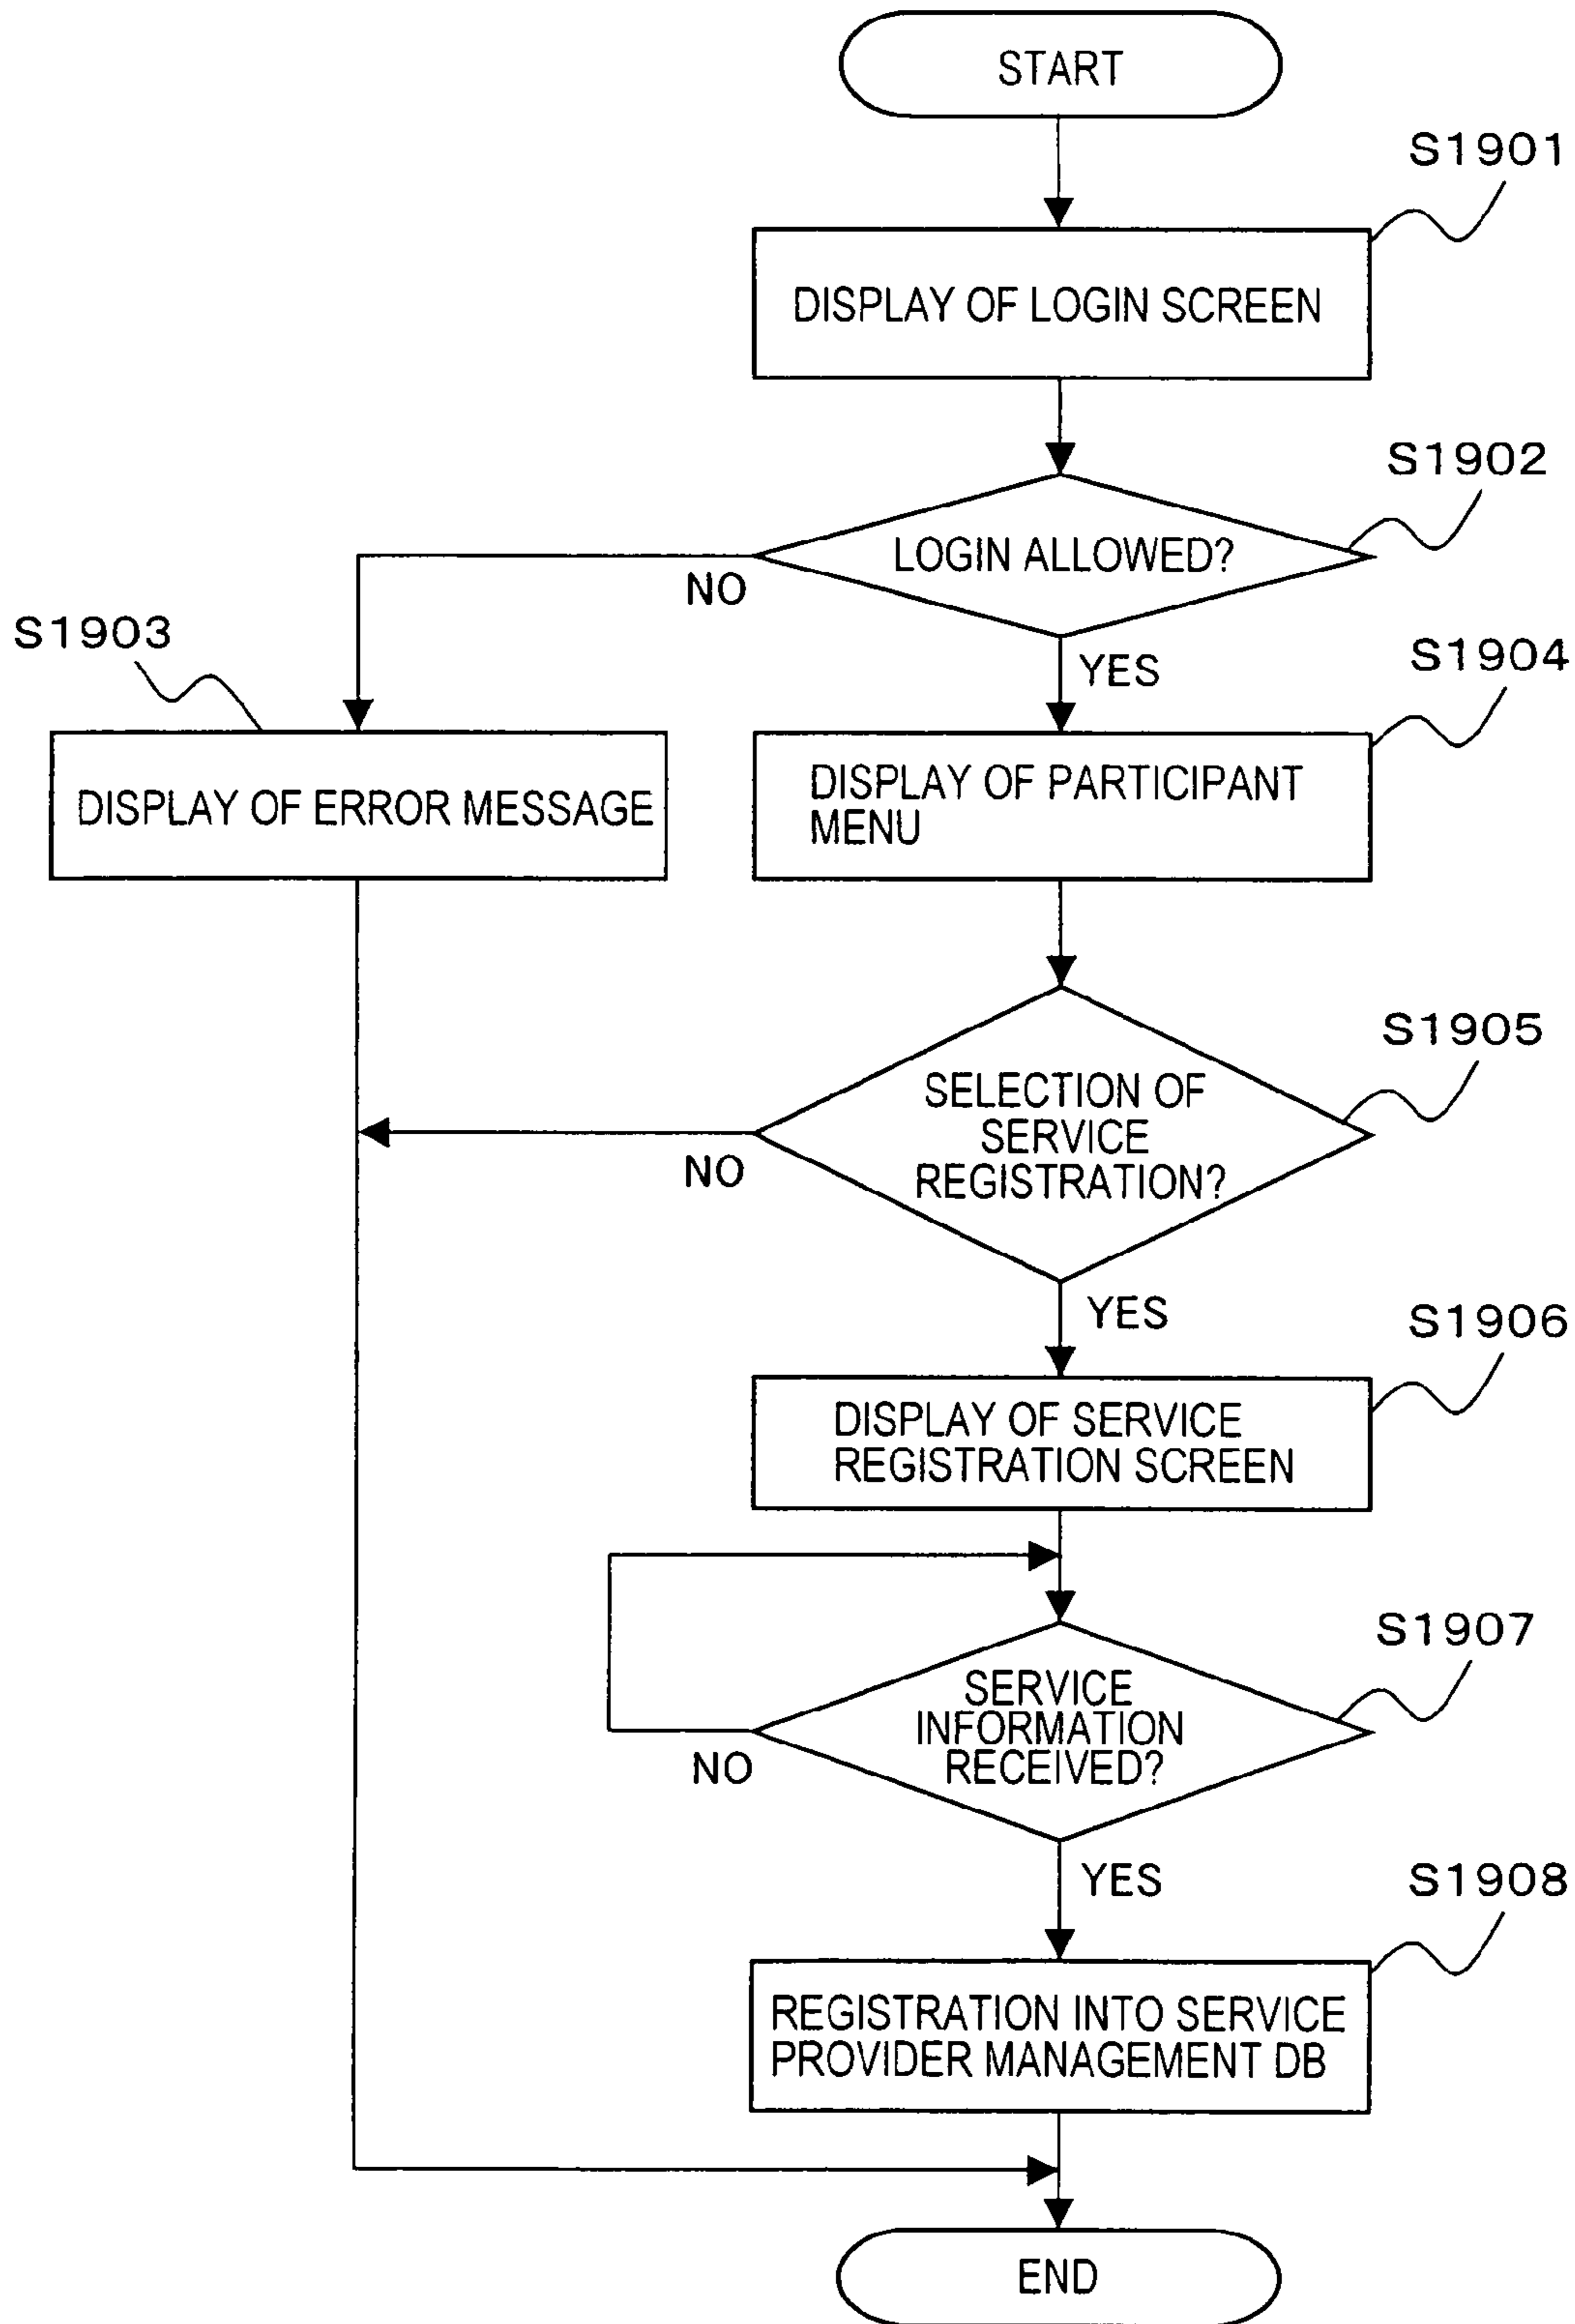 START
S1901
DISPLAY OF LOGIN SCREEN
S1902
LOGIN ALLOWED?
NO
S1903
YES
S1904
DISPLAY OF ERROR MESSAGE
DISPLAY OF PARTICIPANT
MENU
S1905
SELECTION OF
SERVICE
REGISTRATION?
NO
YES
S1906
DISPLAY OF SERVICE
REGISTRATION SCREEN
S1907
SERVICE
INFORMATION
RECEIVED?
NO
YES
S1908
REGISTRATION INTO SERVICE
PROVIDER MANAGEMENT DB
END